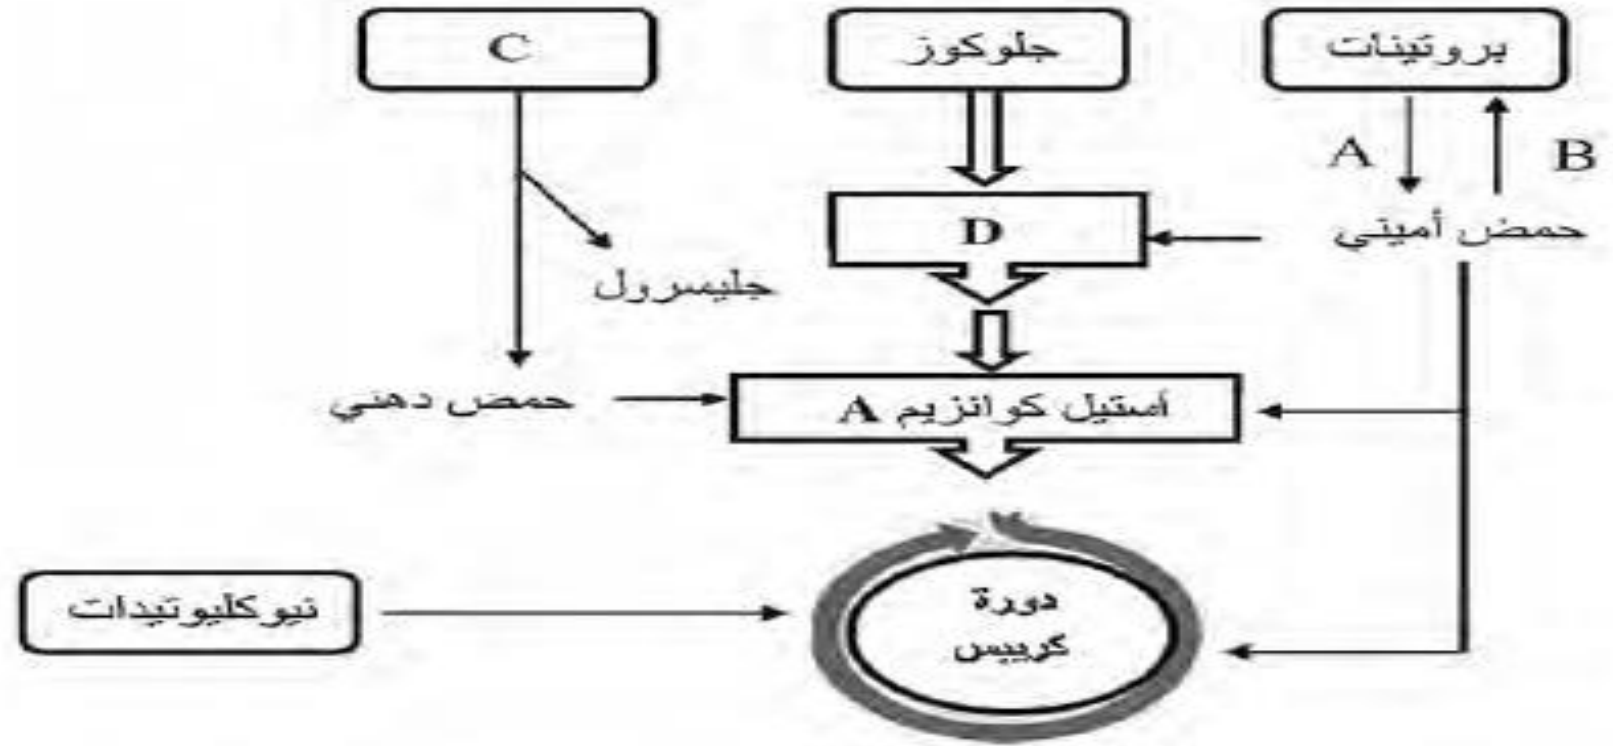 C
جلوكوز
بروتينات
A
B
D
حمض أميني
جليسرول
حمض دهني
أستيل كوانزيم A
نيوكليوتيدات
دورة
كريبس